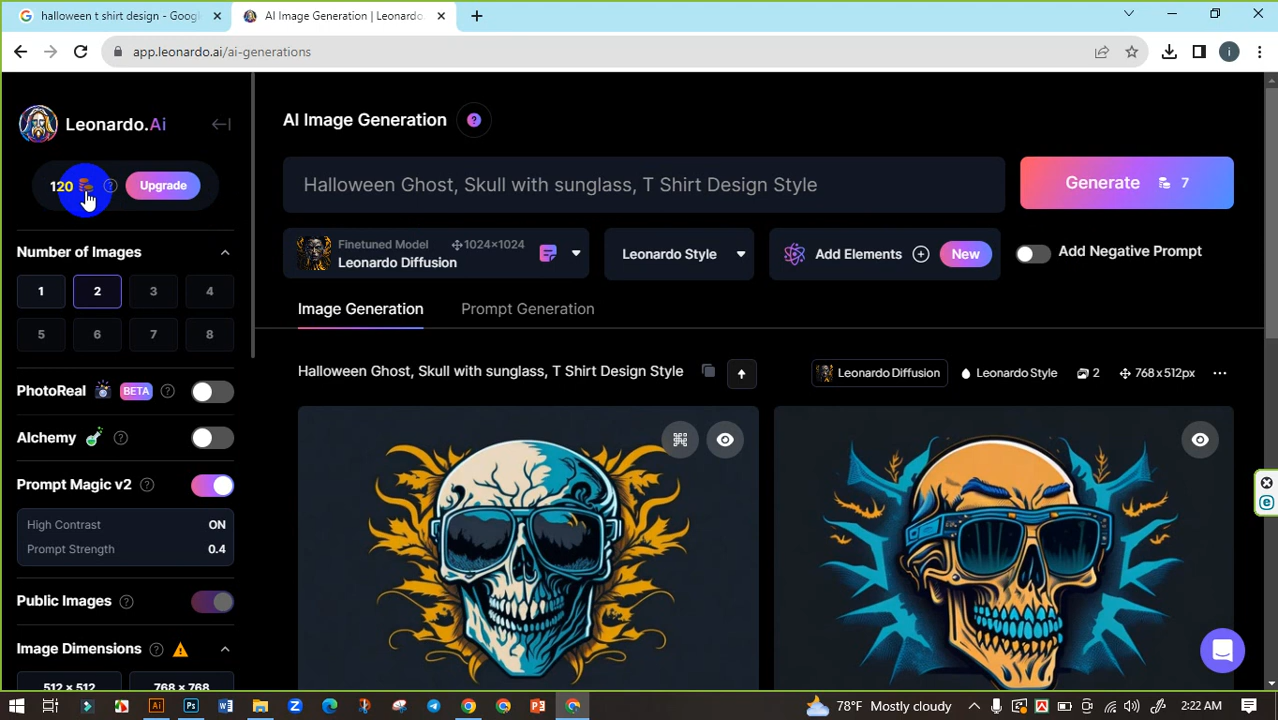 halloween t shirt design - Goog
AI Image Generation | Leonardo.
app.leonardo.ai/ai-generations
i
Leonardo.Ai
120
?
Upgrade
Number of Images
1
2
3
4
5
6
7
8
PhotoReal
BETA
?
Alchemy
?
Prompt Magic v2
?
High Contrast
ON
Prompt Strength
0.4
Public Images
?
Image Dimensions
?
512 × 512
768 × 768
AI Image Generation
?
Halloween Ghost, Skull with sunglass, T Shirt Design Style
Generate
7
Finetuned Model
1024×1024
Leonardo Diffusion
Leonardo Style
Add Elements
New
Add Negative Prompt
Image Generation
Prompt Generation
Halloween Ghost, Skull with sunglass, T Shirt Design Style
Leonardo Diffusion
Leonardo Style
2
768 x 512px
78°F Mostly cloudy
2:22 AM